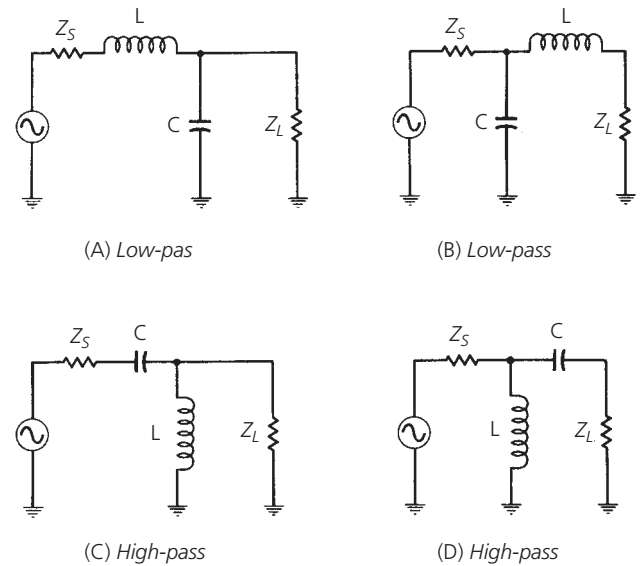 L
Z_S
C
Z_L
(A) Low-pas
L
Z_S
C
Z_L
(B) Low-pass
C
Z_S
L
Z_L
(C) High-pass
C
Z_S
L
Z_L
(D) High-pass